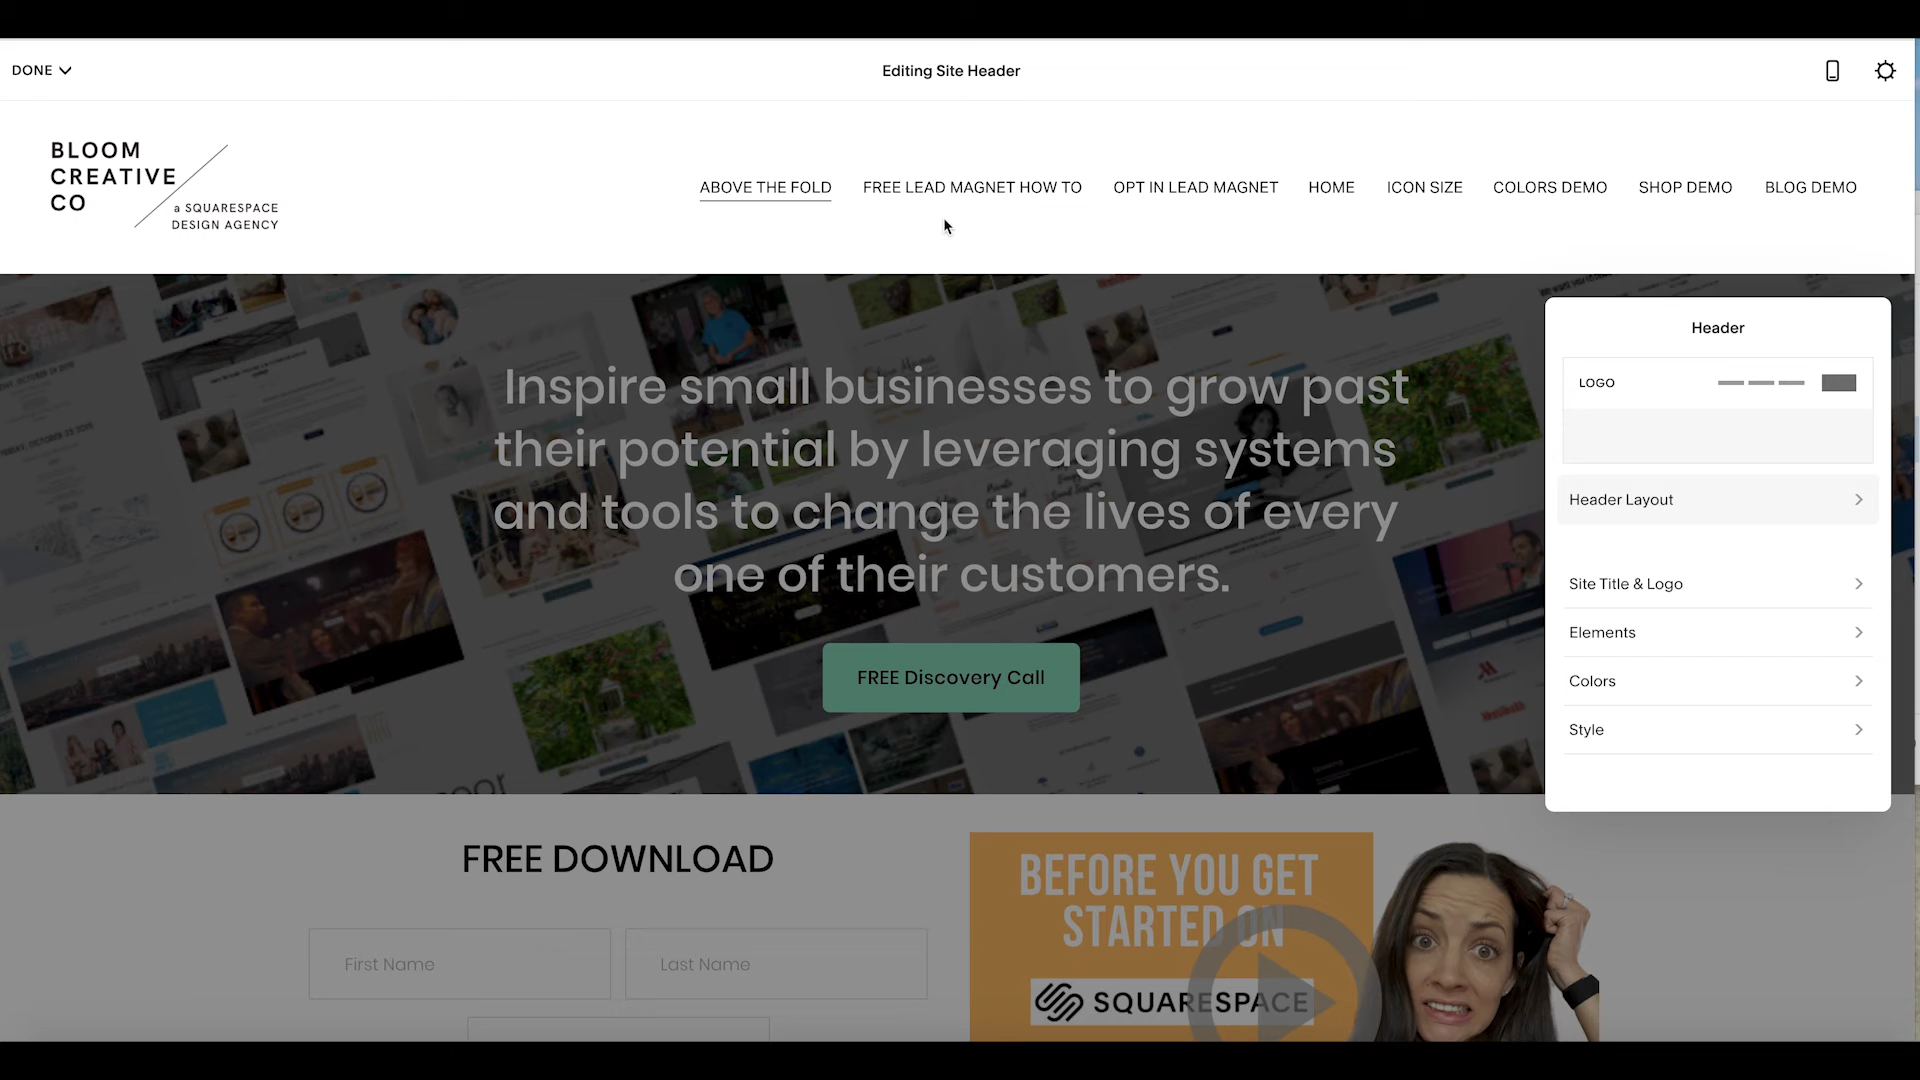 DONE
Editing Site Header
BLOOM
CREATIVE
CO
a SQUARESPACE
DESIGN AGENCY
ABOVE THE FOLD
FREE LEAD MAGNET HOW TO
OPT IN LEAD MAGNET
HOME
ICON SIZE
COLORS DEMO
SHOP DEMO
BLOG DEMO
Inspire small businesses to grow past
their potential by leveraging systems
and tools to change the lives of every
one of their customers.
FREE Discovery Call
Header
LOGO
Header Layout
Site Title & Logo
Elements
Colors
Style
FREE DOWNLOAD
First Name
Last Name
BEFORE YOU GET
STARTED ON
SQUARESPACE